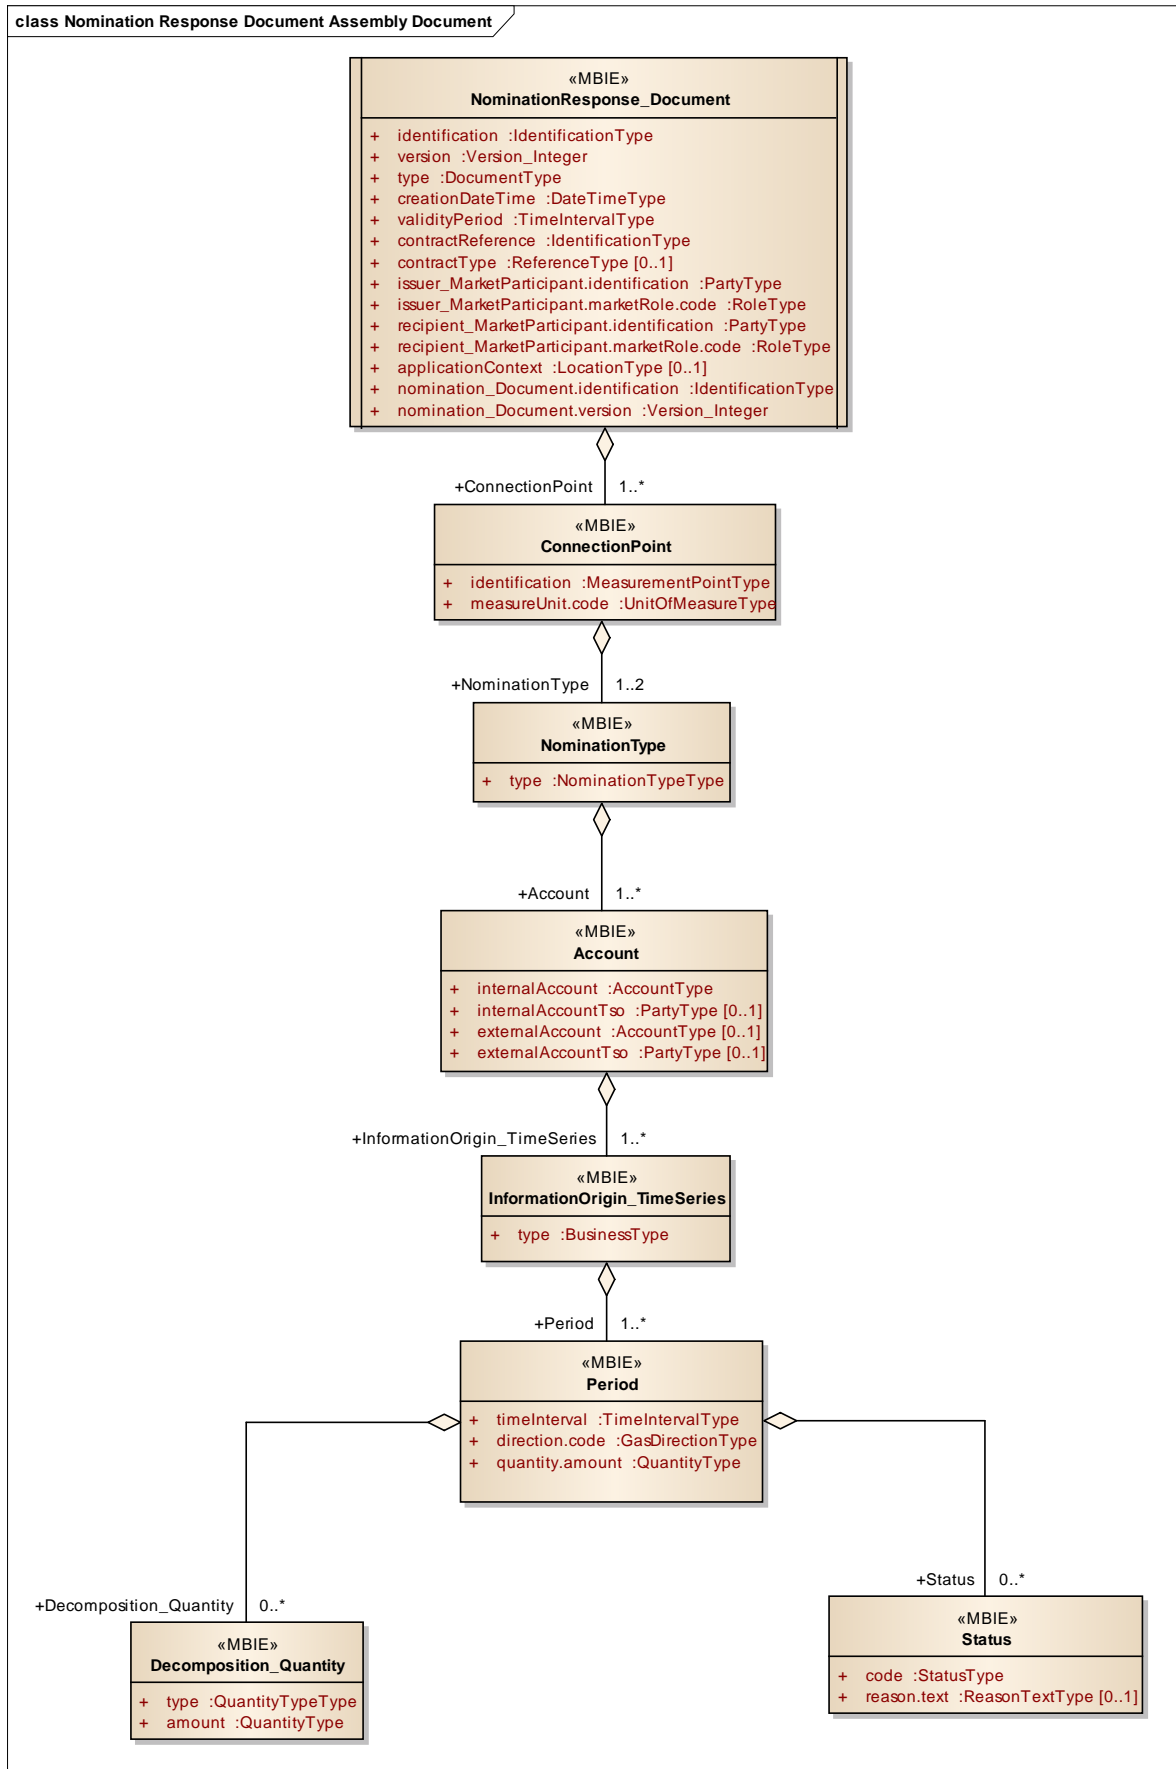 class Nomination Response Document Assembly Document
«MBIE»
NominationResponse_Document
+ identification :IdentificationType
+ version :Version_Integer
+ type :DocumentType
+ creationDateTime :DateTimeType
+ validityPeriod :TimeIntervalType
+ contractReference :IdentificationType
+ contractType :ReferenceType [0..1]
+ issuer_MarketParticipant.identification :PartyType
+ issuer_MarketParticipant.marketRole.code :RoleType
+ recipient_MarketParticipant.identification :PartyType
+ recipient_MarketParticipant.marketRole.code :RoleType
+ applicationContext :LocationType [0..1]
+ nomination_Document.identification :IdentificationType
+ nomination_Document.version :Version_Integer
+ConnectionPoint 1..*
«MBIE»
ConnectionPoint
+ identification :MeasurementPointType
+ measureUnit.code :UnitOfMeasureType
+NominationType 1..2
«MBIE»
NominationType
+ type :NominationTypeType
+Account 1..*
«MBIE»
Account
+ internalAccount :AccountType
+ internalAccountTso :PartyType [0..1]
+ externalAccount :AccountType [0..1]
+ externalAccountTso :PartyType [0..1]
+InformationOrigin_TimeSeries 1..*
«MBIE»
InformationOrigin_TimeSeries
+ type :BusinessType
+Period 1..*
«MBIE»
Period
+ timeInterval :TimeIntervalType
+ direction.code :GasDirectionType
+ quantity.amount :QuantityType
+Decomposition_Quantity 0..*
«MBIE»
Decomposition_Quantity
+ type :QuantityTypeType
+ amount :QuantityType
+Status 0..*
«MBIE»
Status
+ code :StatusType
+ reason.text :ReasonTextType [0..1]